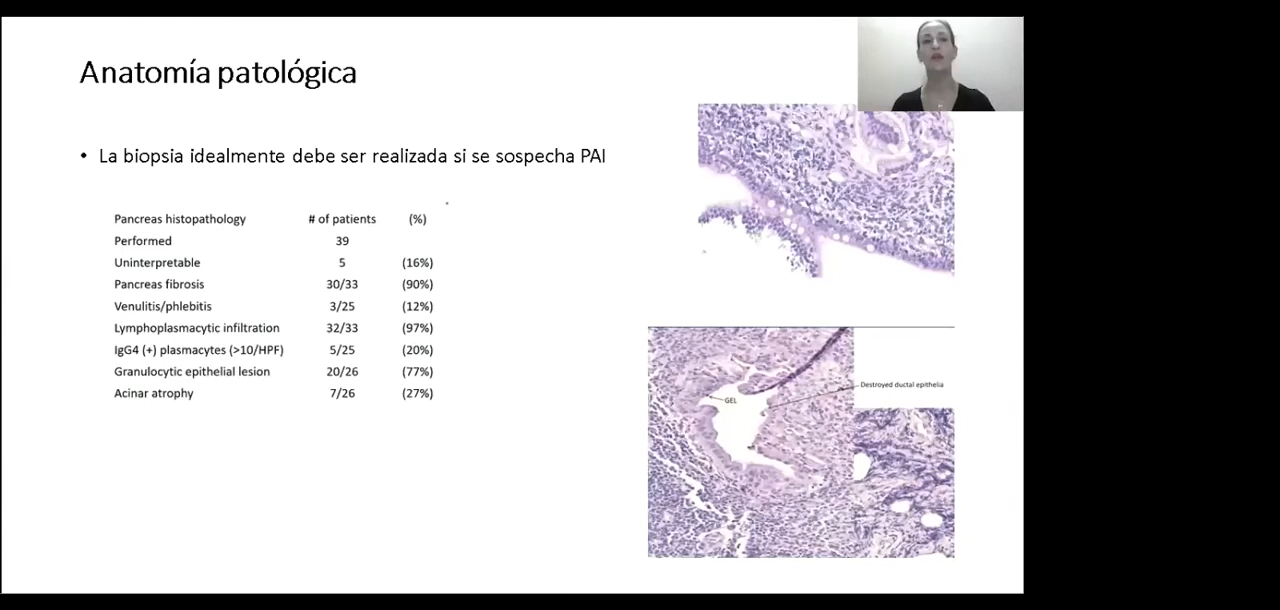 Anatomía patológica
• La biopsia idealmente debe ser realizada si se sospecha PAI
Pancreas histopathology # of patients (%)
Performed 39
Uninterpretable 5 (16%)
Pancreas fibrosis 30/33 (90%)
Venulitis/phlebitis 3/25 (12%)
Lymphoplasmacytic infiltration 32/33 (97%)
IgG4 (+) plasmacytes (>10/HPF) 5/25 (20%)
Granulocytic epithelial lesion 20/26 (77%)
Acinar atrophy 7/26 (27%)
Destroyed ductal epithelia
GEL